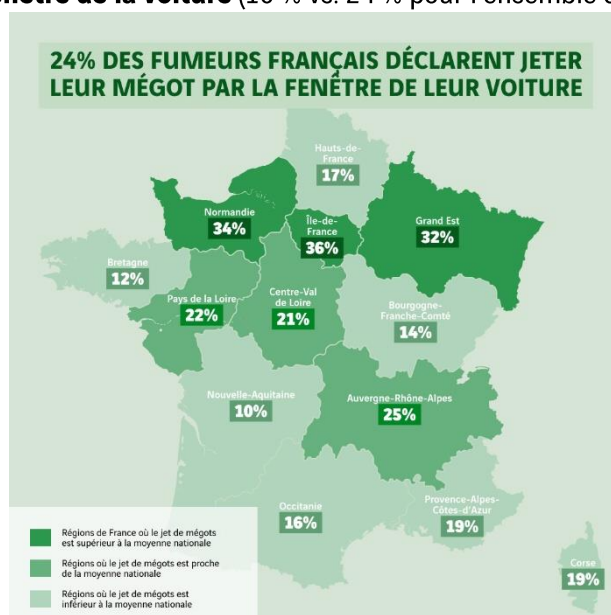 de la voiture
24% DES FUMEURS FRANÇAIS DÉCLARENT JETER
LEUR MÉGOT PAR LA FENÊTRE DE LEUR VOITURE
Hauts-de-
France
17%
Normandie
34%
Île-de-
France
36%
Grand Est
32%
Bretagne
12%
Pays de la Loire
22%
Centre-Val
de Loire
21%
Bourgogne-
Franche-Comté
14%
Nouvelle-Aquitaine
10%
Auvergne-Rhône-Alpes
25%
Occitanie
16%
Provence-Alpes-
Côtes-d'Azur
19%
Corse
19%
Régions de France où le jet de mégots
est supérieur à la moyenne nationale
Régions où le jet de mégots est proche
de la moyenne nationale
Régions où le jet de mégots est
inférieur à la moyenne nationale